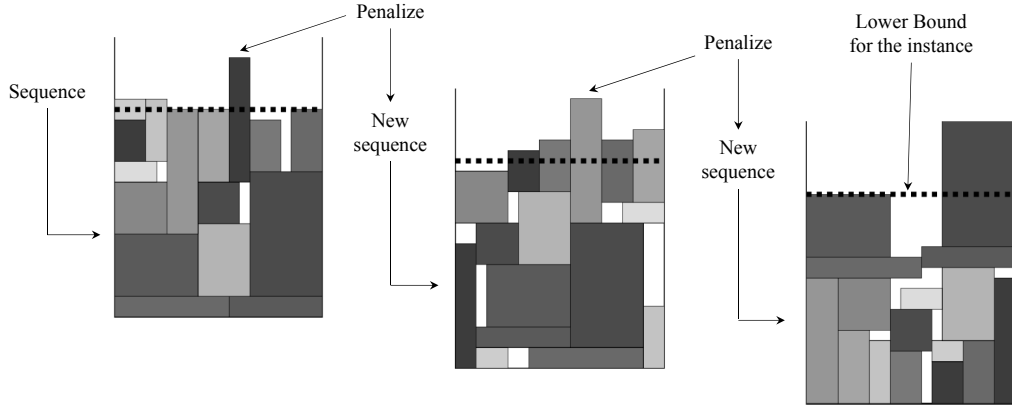 Penalize
Sequence
New
sequence
Penalize
New
sequence
Lower Bound
for the instance